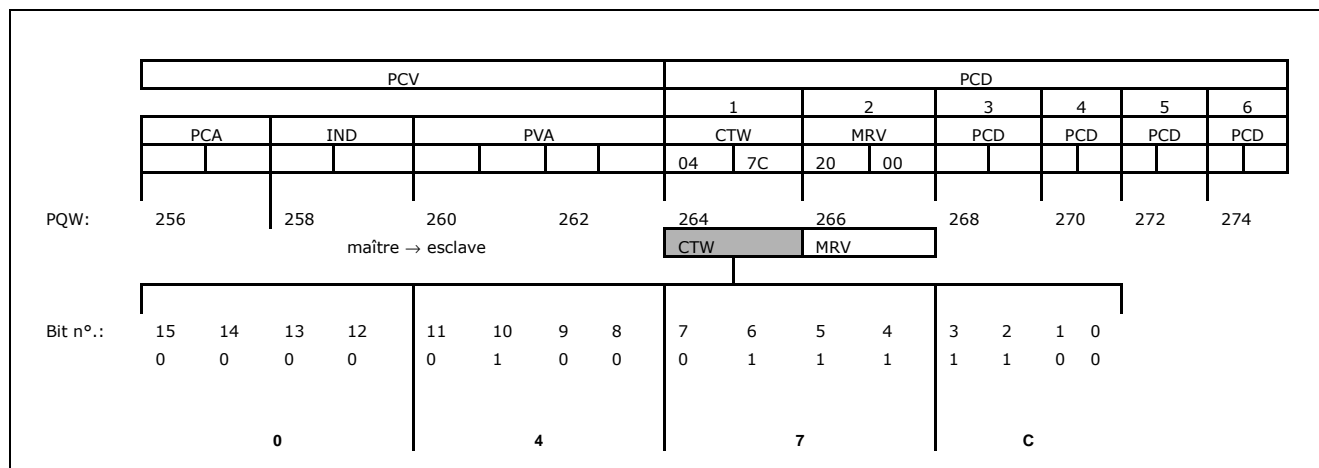 PCV PCD
1 2 3 4 5 6
PCA IND PVA CTW MRV PCD PCD PCD PCD
04 7C 20 00
PQW: 256 258 260 262 264 266 268 270 272 274
maître → esclave CTW MRV
Bit n°.: 15 14 13 12 11 10 9 8 7 6 5 4 3 2 1 0
0 0 0 0 0 1 0 0 0 1 1 1 1 1 0 0
0 4 7 C